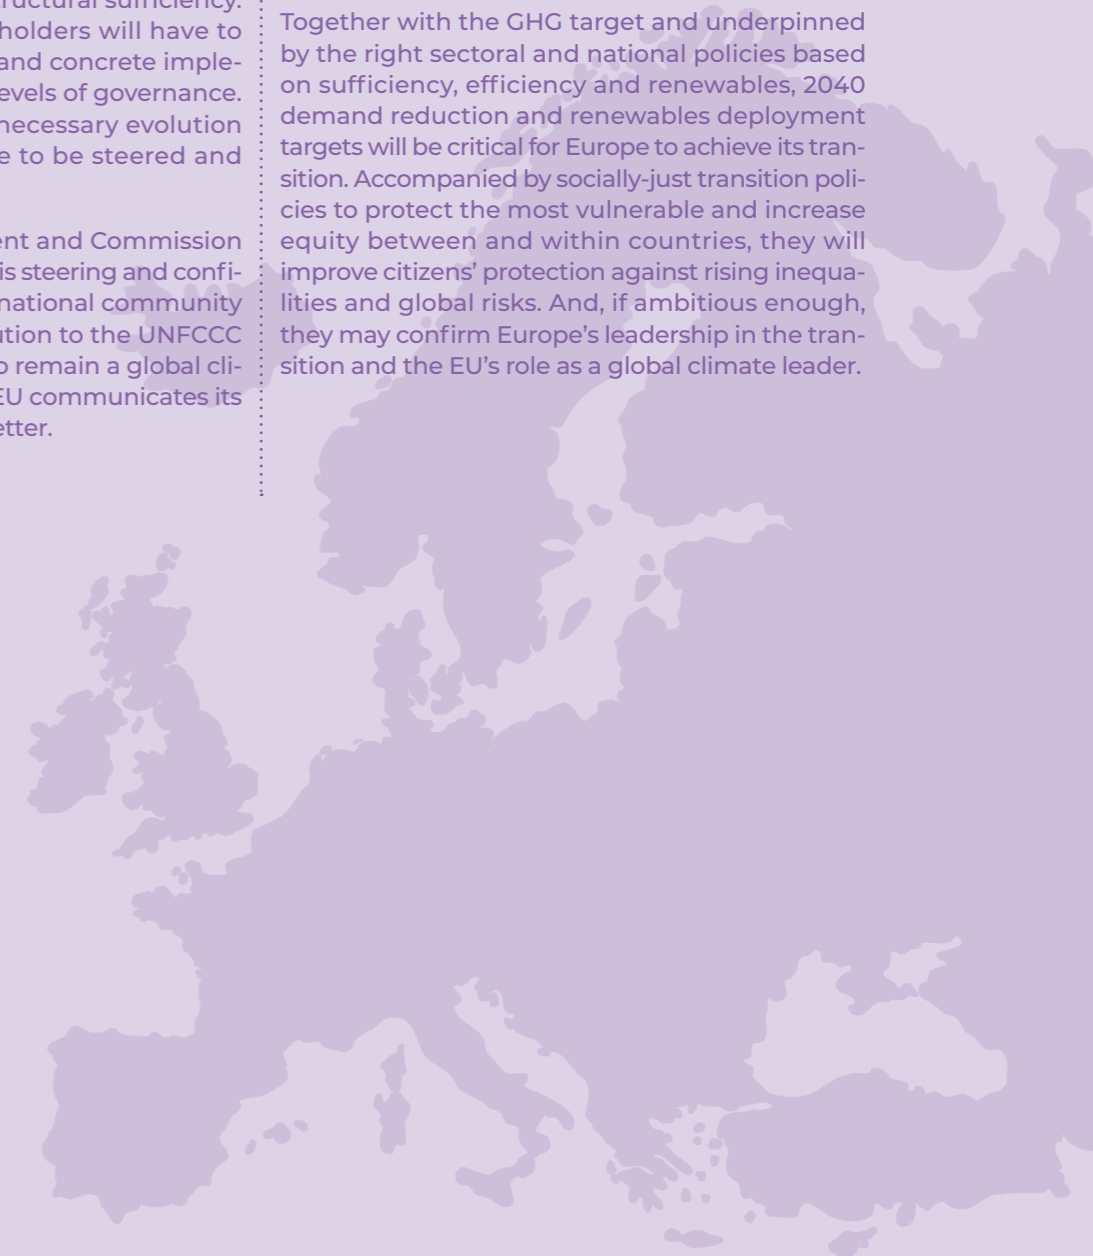 ructural sufficiency.
holders will have to
and concrete imple-
evels of governance.
necessary evolution
e to be steered and
ent and Commission
is steering and confi-
national community
ution to the UNFCCC
o remain a global cli-
EU communicates its
etter.
Together with the GHG target and underpinned
by the right sectoral and national policies based
on sufficiency, efficiency and renewables, 2040
demand reduction and renewables deployment
targets will be critical for Europe to achieve its tran-
sition. Accompanied by socially-just transition poli-
cies to protect the most vulnerable and increase
equity between and within countries, they will
improve citizens’ protection against rising inequa-
lities and global risks. And, if ambitious enough,
they may confirm Europe’s leadership in the tran-
sition and the EU’s role as a global climate leader.